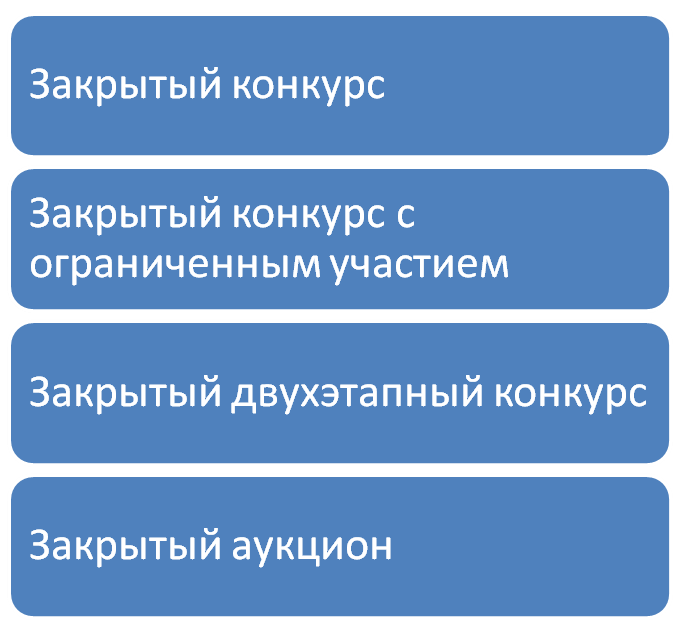 Закрытый конкурс
Закрытый конкурс с
ограниченным участием
Закрытый двухэтапный конкурс
Закрытый аукцион